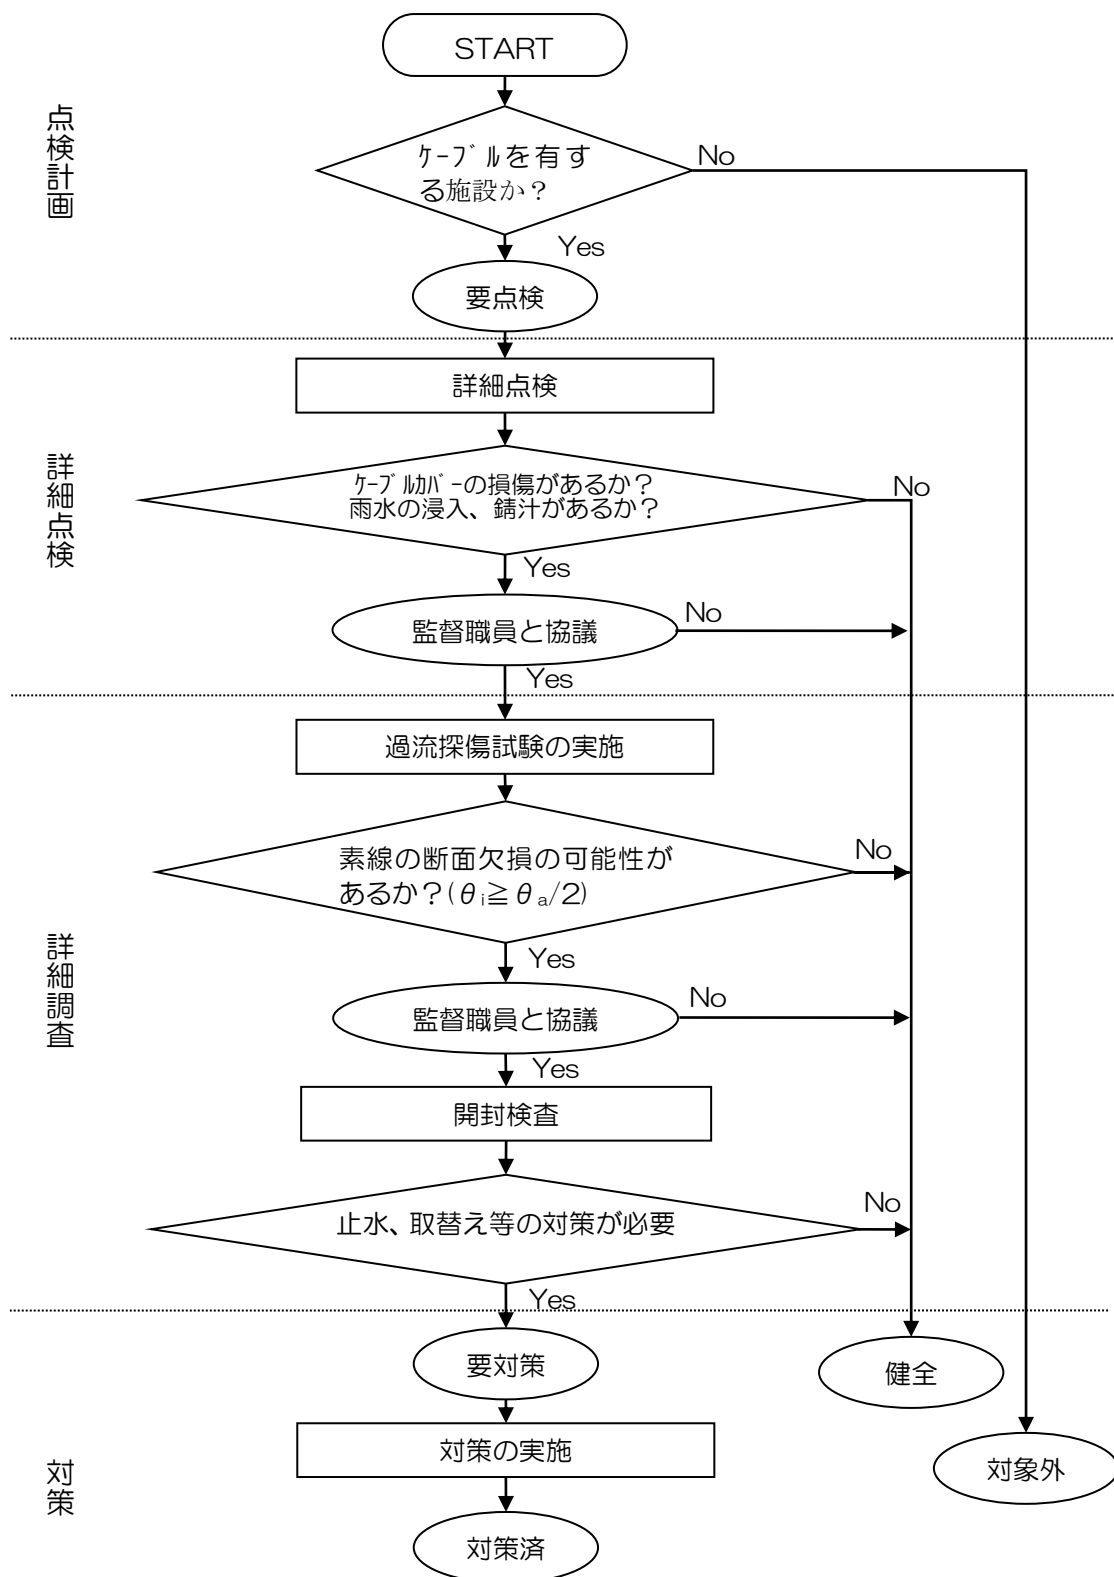 START
点検計画
ｹｰﾌﾞﾙを有す
る施設か？
No
Yes
要点検
詳細点検
詳細点検
ｹｰﾌﾞﾙｶﾊﾞｰの損傷があるか？
雨水の浸入、錆汁があるか？
No
Yes
監督職員と協議
No
Yes
詳細調査
過流探傷試験の実施
素線の断面欠損の可能性が
あるか？(θi≧θa/2)
No
Yes
監督職員と協議
No
Yes
開封検査
止水、取替え等の対策が必要
No
Yes
対策
要対策
健全
対策の実施
対象外
対策済